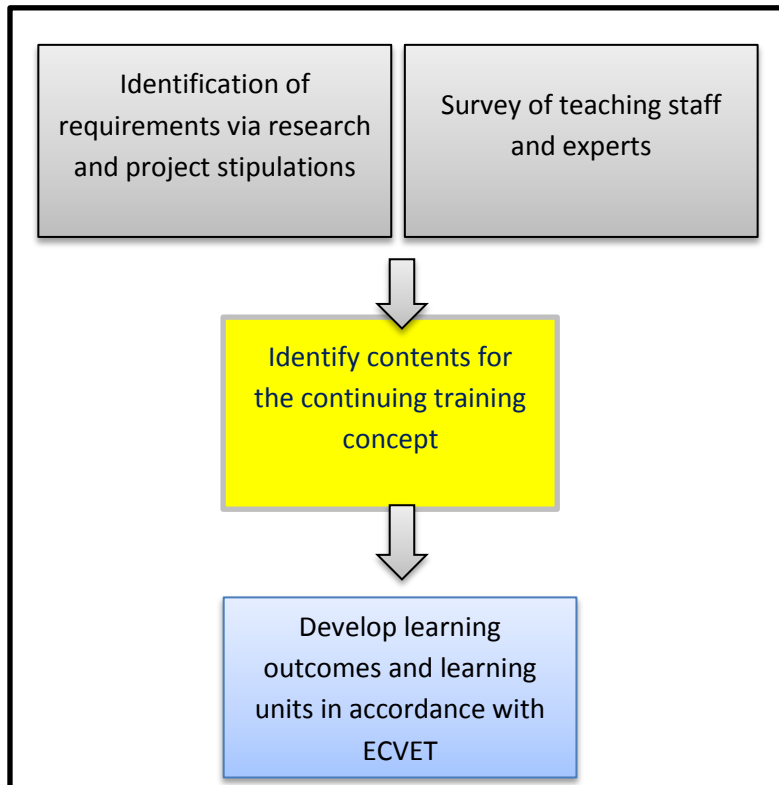 Identification of
requirements via research
and project stipulations
Survey of teaching staff
and experts
Identify contents for
the continuing training
concept
Develop learning
outcomes and learning
units in accordance with
ECVET